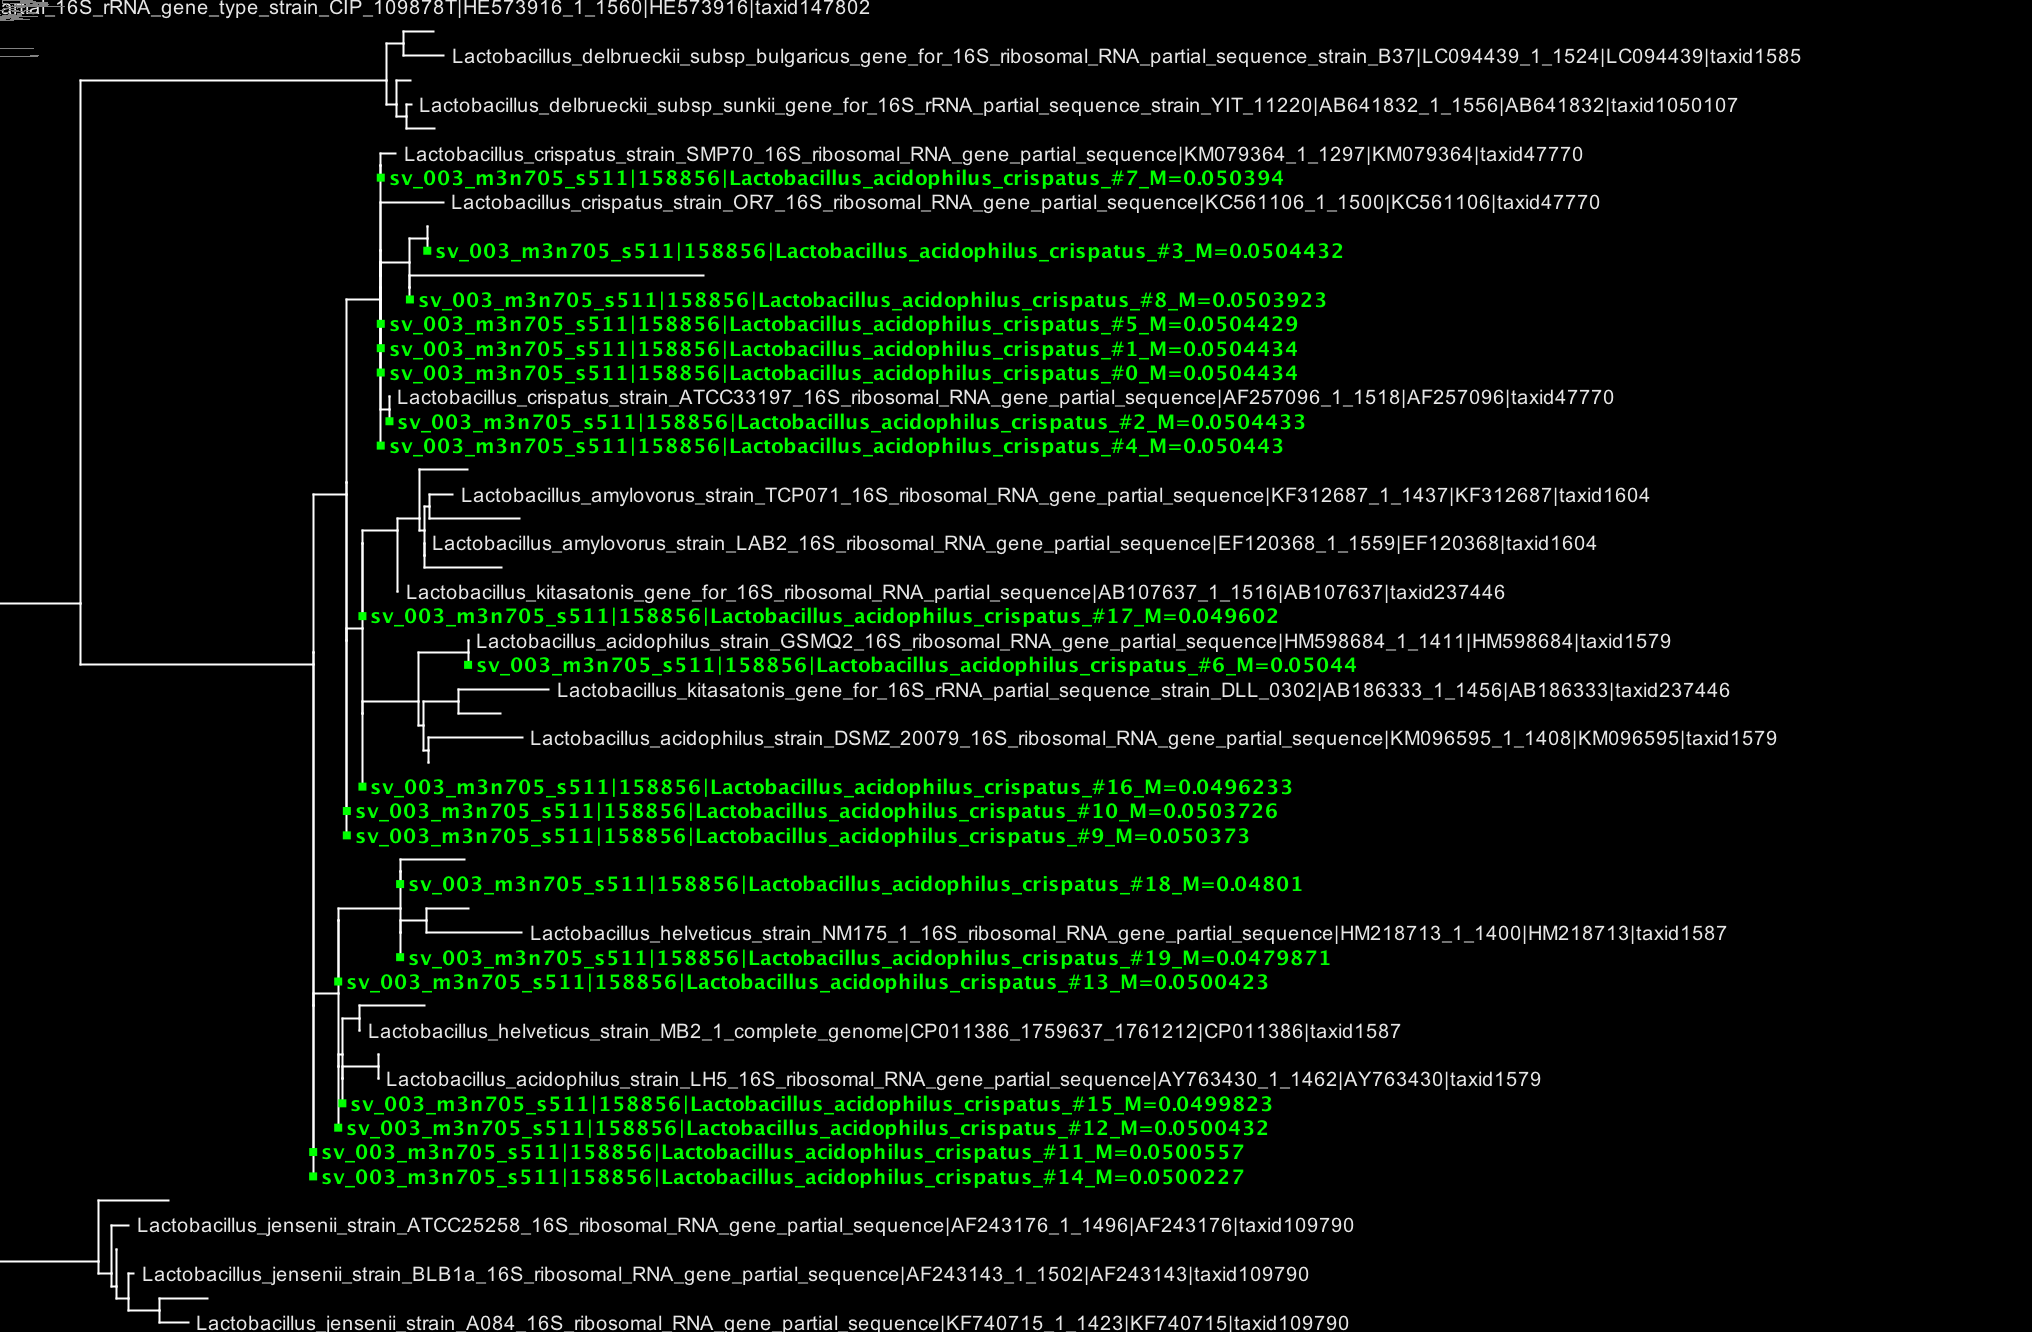 artial_16S_rRNA_gene_type_strain_CIP_109878T|HE573916_1_1560|HE573916|taxid147802
Lactobacillus_delbrueckii_subsp_bulgaricus_gene_for_16S_ribosomal_RNA_partial_sequence_strain_B37|LC094439_1_1524|LC094439|taxid1585
Lactobacillus_delbrueckii_subsp_sunkii_gene_for_16S_rRNA_partial_sequence_strain_YIT_11220|AB641832_1_1556|AB641832|taxid1050107
Lactobacillus_crispatus_strain_SMP70_16S_ribosomal_RNA_gene_partial_sequence|KM079364_1_1297|KM079364|taxid47770
sv_003_m3n705_s511|158856|Lactobacillus_acidophilus_crispatus_#7_M=0.050394
Lactobacillus_crispatus_strain_OR7_16S_ribosomal_RNA_gene_partial_sequence|KC561106_1_1500|KC561106|taxid47770
sv_003_m3n705_s511|158856|Lactobacillus_acidophilus_crispatus_#3_M=0.0504432
sv_003_m3n705_s511|158856|Lactobacillus_acidophilus_crispatus_#8_M=0.0503923
sv_003_m3n705_s511|158856|Lactobacillus_acidophilus_crispatus_#5_M=0.0504429
sv_003_m3n705_s511|158856|Lactobacillus_acidophilus_crispatus_#1_M=0.0504434
sv_003_m3n705_s511|158856|Lactobacillus_acidophilus_crispatus_#0_M=0.0504434
Lactobacillus_crispatus_strain_ATCC33197_16S_ribosomal_RNA_gene_partial_sequence|AF257096_1_1518|AF257096|taxid47770
sv_003_m3n705_s511|158856|Lactobacillus_acidophilus_crispatus_#2_M=0.0504433
sv_003_m3n705_s511|158856|Lactobacillus_acidophilus_crispatus_#4_M=0.050443
Lactobacillus_amylovorus_strain_TCP071_16S_ribosomal_RNA_gene_partial_sequence|KF312687_1_1437|KF312687|taxid1604
Lactobacillus_amylovorus_strain_LAB2_16S_ribosomal_RNA_gene_partial_sequence|EF120368_1_1559|EF120368|taxid1604
Lactobacillus_kitasatonis_gene_for_16S_ribosomal_RNA_partial_sequence|AB107637_1_1516|AB107637|taxid237446
sv_003_m3n705_s511|158856|Lactobacillus_acidophilus_crispatus_#17_M=0.049602
Lactobacillus_acidophilus_strain_GSMQ2_16S_ribosomal_RNA_gene_partial_sequence|HM598684_1_1411|HM598684|taxid1579
sv_003_m3n705_s511|158856|Lactobacillus_acidophilus_crispatus_#6_M=0.05044
Lactobacillus_kitasatonis_gene_for_16S_rRNA_partial_sequence_strain_DLL_0302|AB186333_1_1456|AB186333|taxid237446
Lactobacillus_acidophilus_strain_DSMZ_20079_16S_ribosomal_RNA_gene_partial_sequence|KM096595_1_1408|KM096595|taxid1579
sv_003_m3n705_s511|158856|Lactobacillus_acidophilus_crispatus_#16_M=0.0496233
sv_003_m3n705_s511|158856|Lactobacillus_acidophilus_crispatus_#10_M=0.0503726
sv_003_m3n705_s511|158856|Lactobacillus_acidophilus_crispatus_#9_M=0.050373
sv_003_m3n705_s511|158856|Lactobacillus_acidophilus_crispatus_#18_M=0.04801
Lactobacillus_helveticus_strain_NM175_1_16S_ribosomal_RNA_gene_partial_sequence|HM218713_1_1400|HM218713|taxid1587
sv_003_m3n705_s511|158856|Lactobacillus_acidophilus_crispatus_#19_M=0.0479871
sv_003_m3n705_s511|158856|Lactobacillus_acidophilus_crispatus_#13_M=0.0500423
Lactobacillus_helveticus_strain_MB2_1_complete_genome|CP011386_1759637_1761212|CP011386|taxid1587
Lactobacillus_acidophilus_strain_LH5_16S_ribosomal_RNA_gene_partial_sequence|AY763430_1_1462|AY763430|taxid1579
sv_003_m3n705_s511|158856|Lactobacillus_acidophilus_crispatus_#15_M=0.0499823
sv_003_m3n705_s511|158856|Lactobacillus_acidophilus_crispatus_#12_M=0.0500432
sv_003_m3n705_s511|158856|Lactobacillus_acidophilus_crispatus_#11_M=0.0500557
sv_003_m3n705_s511|158856|Lactobacillus_acidophilus_crispatus_#14_M=0.0500227
Lactobacillus_jensenii_strain_ATCC25258_16S_ribosomal_RNA_gene_partial_sequence|AF243176_1_1496|AF243176|taxid109790
Lactobacillus_jensenii_strain_BLB1a_16S_ribosomal_RNA_gene_partial_sequence|AF243143_1_1502|AF243143|taxid109790
Lactobacillus_jensenii_strain_A084_16S_ribosomal_RNA_gene_partial_sequence|KF740715_1_1423|KF740715|taxid109790